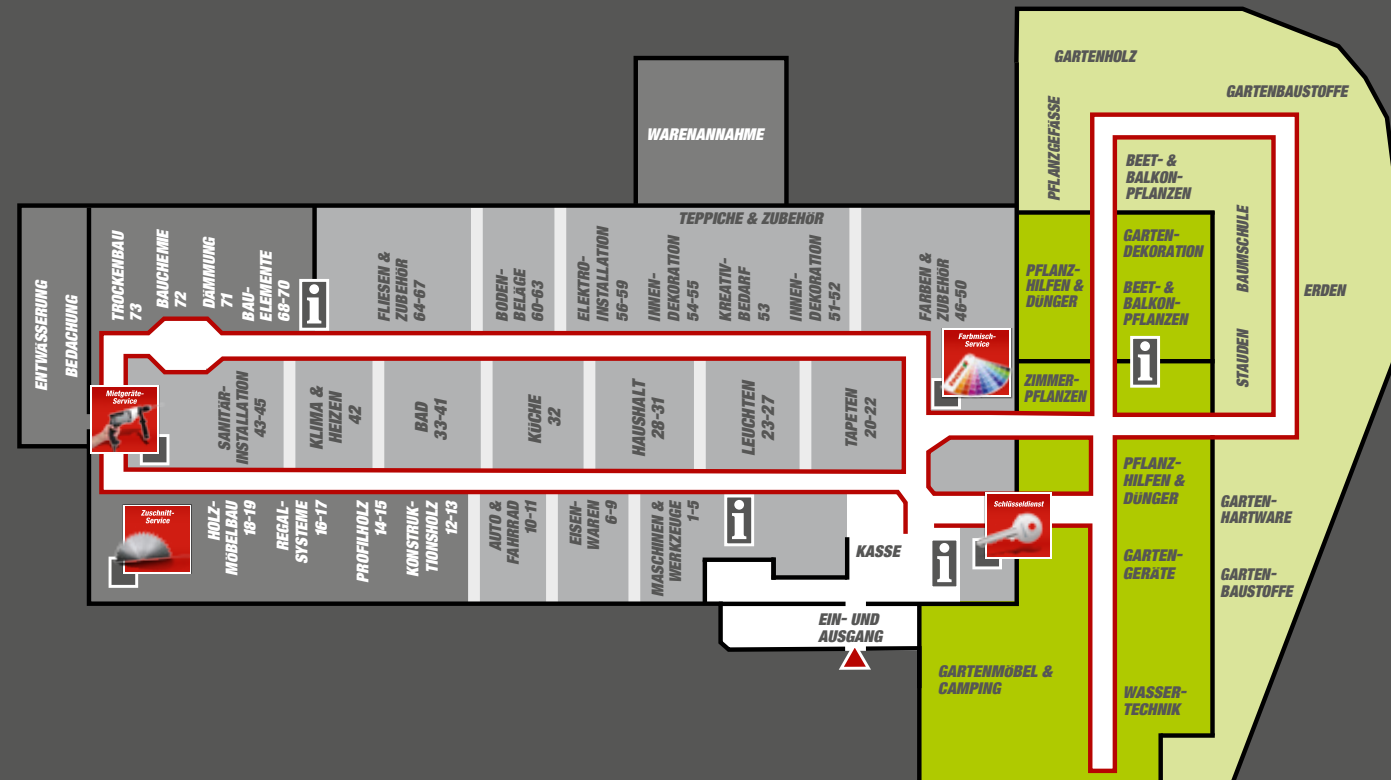 GARTENHOLZ
GARTENBAUSTOFFE
PFLANZGEFÄSSE
WARENANNAHME
BEET- &
BALKON-
PFLANZEN
TEPPICHE & ZUBEHÖR
ENTWÄSSERUNG
BEDACHUNG
TROCKENBAU
73
BAUCHEMIE
72
DÄMMUNG
71
BAU-
ELEMENTE
68-70
i
FLIESEN &
ZUBEHÖR
64-67
BODEN-
BELÄGE
60-63
ELEKTRO-
INSTALLATION
56-59
INNEN-
DEKORATION
54-55
KREATIV-
BEDARF
53
INNEN-
DEKORATION
51-52
FARBEN &
ZUBEHÖR
46-50
Farbmisch-
Service
PFLANZ-
HILFEN &
DÜNGER
GARTEN-
DEKORATION
BEET- &
BALKON-
PFLANZEN
i
BAUMSCHULE
STAUDEN
ERDEN
ZIMMER-
PFLANZEN
Mietgeräte-
Service
SANITÄR-
INSTALLATION
43-45
KLIMA &
HEIZEN
42
BAD
33-41
KÜCHE
32
HAUSHALT
28-31
LEUCHTEN
23-27
TAPETEN
20-22
PFLANZ-
HILFEN &
DÜNGER
GARTEN-
HARTWARE
Zuschnitt-
Service
HOLZ-
MÖBELBAU
18-19
REGAL-
SYSTEME
16-17
PROFILHOLZ
14-15
KONSTRUK-
TIONSHOLZ
12-13
AUTO &
FAHRRAD
10-11
EISEN-
WAREN
6-9
MASCHINEN &
WERKZEUGE
1-5
i
KASSE
i
Schlüsseldienst
GARTEN-
GERÄTE
GARTEN-
BAUSTOFFE
EIN- UND
AUSGANG
GARTENMÖBEL &
CAMPING
WASSER-
TECHNIK